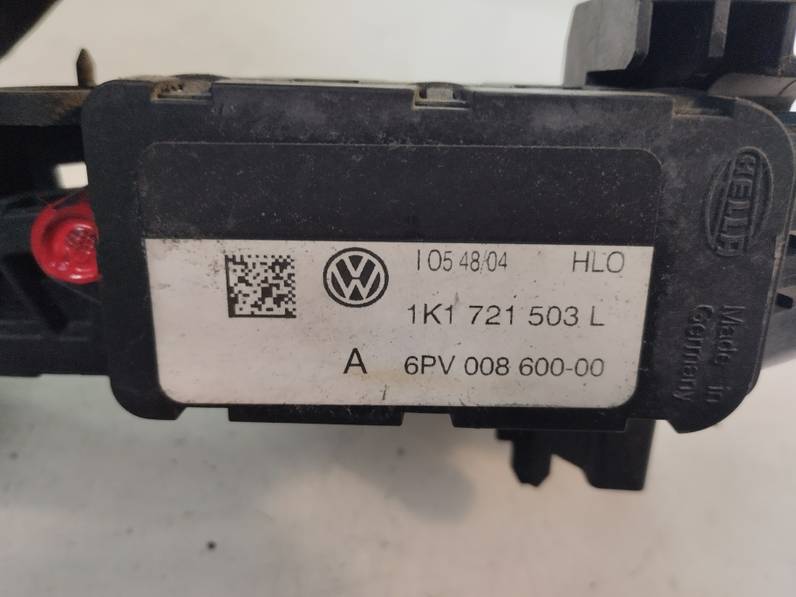 I 05 48/04 HLO
1K1 721 503 L
A 6PV 008 600-00
HELLA
Made in
Germany